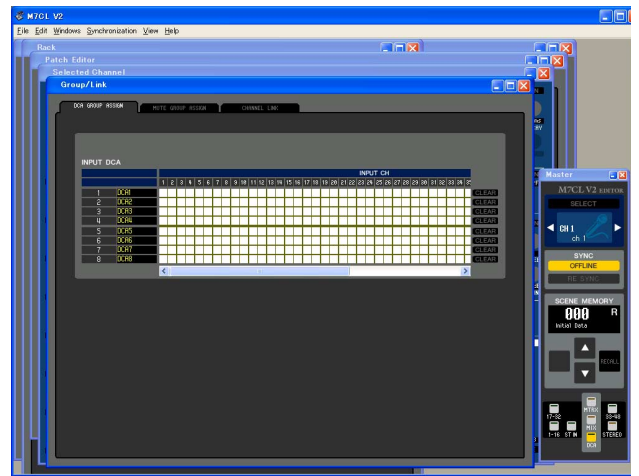 M7CL V2
File Edit Windows Synchronization View Help
Rack
Patch Editor
Selected Channel
Group/Link
DCA GROUP ASSIGN MUTE GROUP ASSIGN CHANNEL LINK
INPUT DCA
INPUT CH
1 2 3 4 5 6 7 8 9 10 11 12 13 14 15 16 17 18 19 20 21 22 23 24 25 26 27 28 29 30 31 32 33 34
1 DCA1 CLEAR
2 DCA2 CLEAR
3 DCA3 CLEAR
4 DCA4 CLEAR
5 DCA5 CLEAR
6 DCA6 CLEAR
7 DCA7 CLEAR
8 DCA8 CLEAR
Master
M7CL V2 EDITOR
SELECT
CH 1
ch 1
SYNC
OFFLINE
RE SYNC
SCENE MEMORY
000 R
Initial Data
RECALL
17-32 MTRX 33-48
1-16 ST IN MIX STEREO
DCA